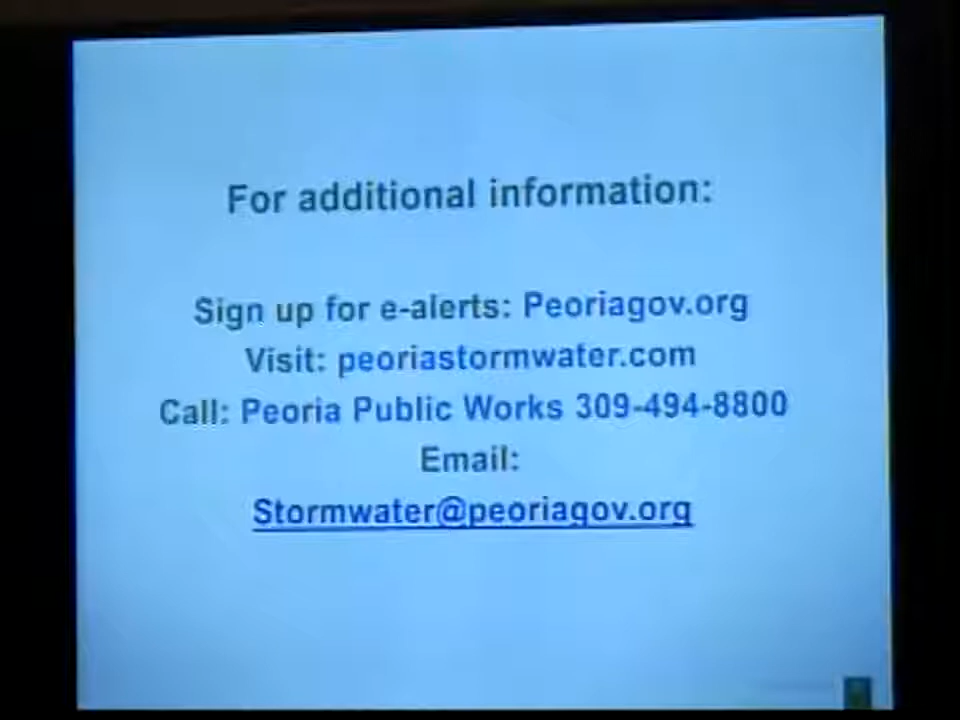 For additional information:
Sign up for e-alerts: Peoriagov.org
Visit: peoriastormwater.com
Call: Peoria Public Works 309-494-8800
Email:
Stormwater@peoriagov.org